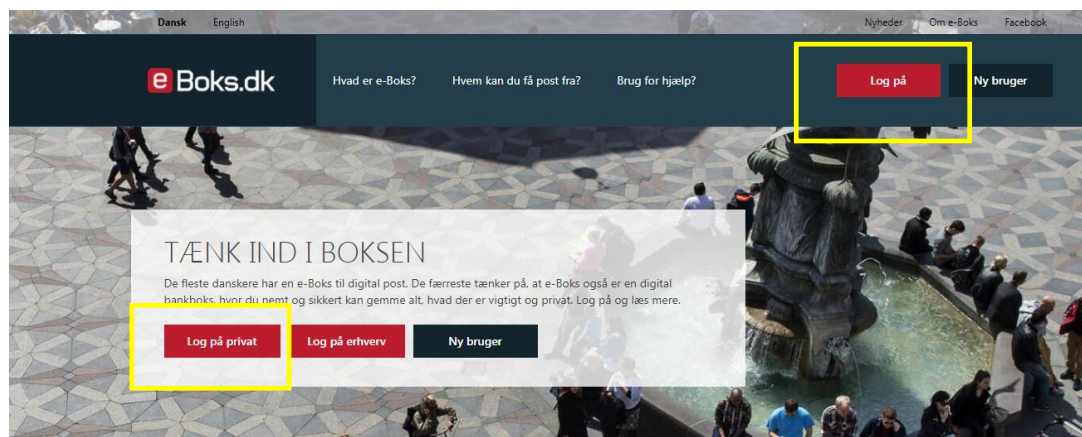 Dansk English Nyheder Om e-Boks Facebook
e Boks.dk Hvad er e-Boks? Hvem kan du få post fra? Brug for hjælp? Log på Ny bruger
TÆNK IND I BOKSEN
De fleste danskere har en e-Boks til digital post. De færreste tænker på, at e-Boks også er en digital
bankboks, hvor du nemt og sikkert kan gemme alt, hvad der er vigtigt og privat. Log på og læs mere.
Log på privat Log på erhverv Ny bruger